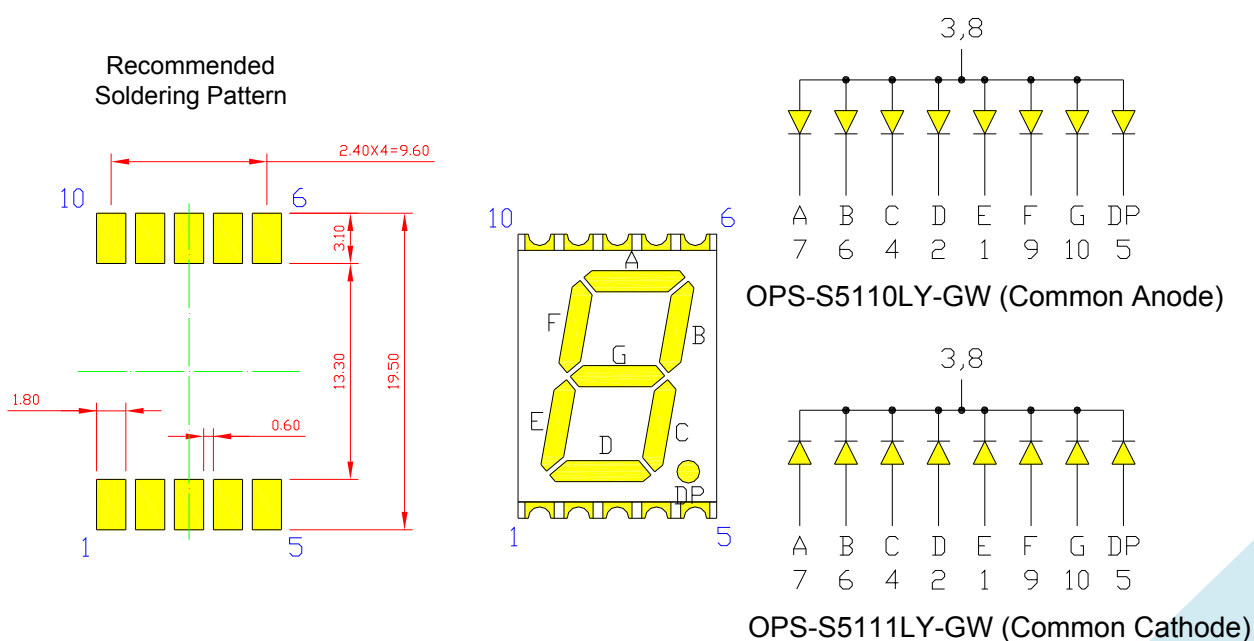 Recommended
Soldering Pattern
2.40X4=9.60
10
6
3.10
13.30
19.50
1.80
0.60
1
5
10
6
A
F
B
G
E
C
D
DP
1
5
3,8
A B C D E F G DP
7 6 4 2 1 9 10 5
OPS-S5110LY-GW (Common Anode)
3,8
A B C D E F G DP
7 6 4 2 1 9 10 5
OPS-S5111LY-GW (Common Cathode)